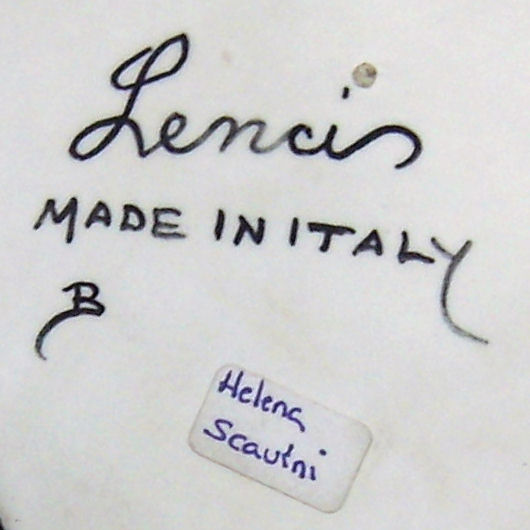 Lenci
MADE IN ITALY
B
Helena
Scavini